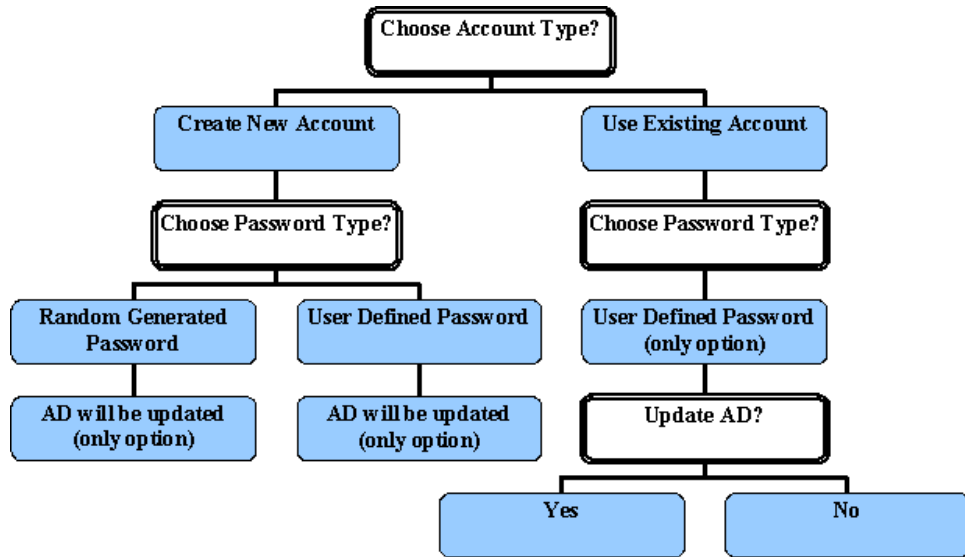 Choose Account Type?
Create New Account
Use Existing Account
Choose Password Type?
Choose Password Type?
Random Generated
Password
User Defined Password
User Defined Password
(only option)
AD will be updated
(only option)
AD will be updated
(only option)
Update AD?
Yes
No